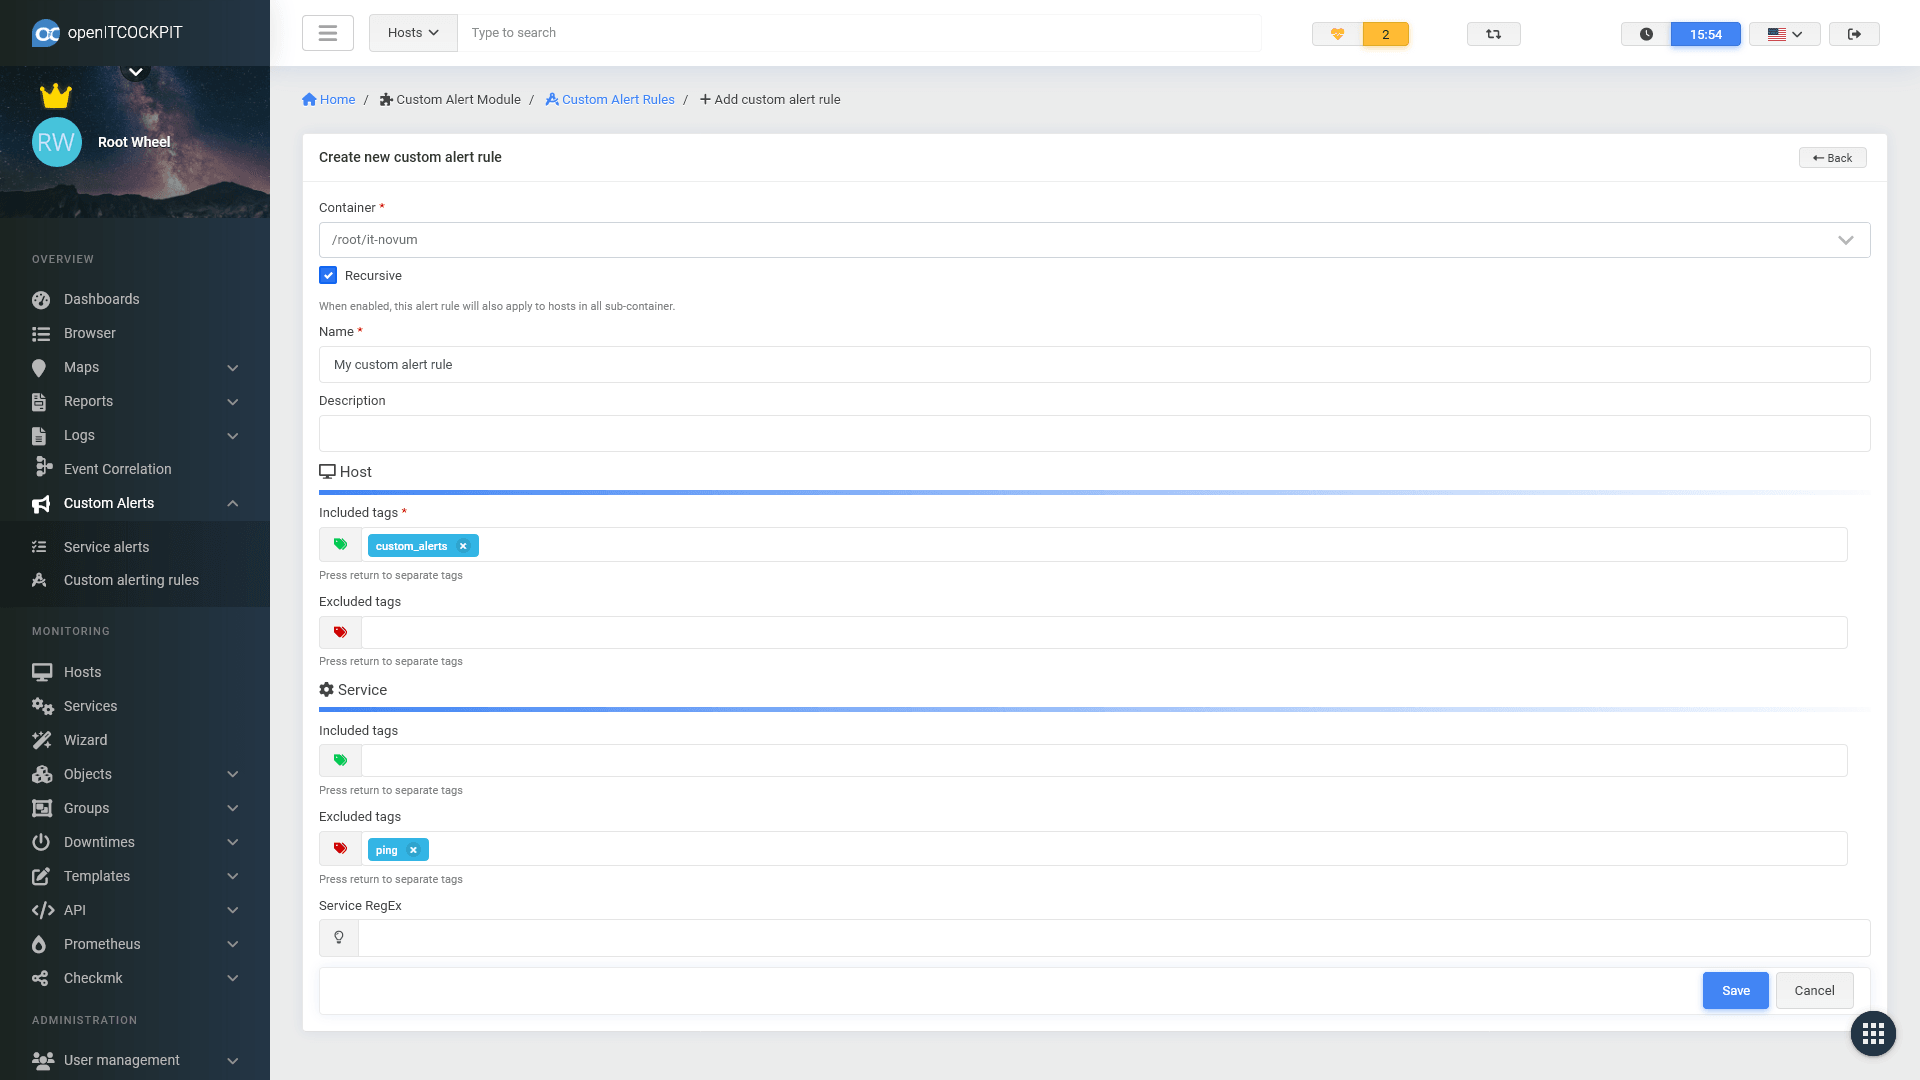 openITCOCKPIT
Hosts
Type to search
2
15:54
RW
Root Wheel
Home / Custom Alert Module / Custom Alert Rules / Add custom alert rule
OVERVIEW
Dashboards
Browser
Maps
Reports
Logs
Event Correlation
Custom Alerts
Service alerts
Custom alerting rules
MONITORING
Hosts
Services
Wizard
Objects
Groups
Downtimes
Templates
API
Prometheus
Checkmk
ADMINISTRATION
User management
Create new custom alert rule
Back
Container *
/root/it-novum
Recursive
When enabled, this alert rule will also apply to hosts in all sub-container.
Name *
My custom alert rule
Description
Host
Included tags *
custom_alerts
Press return to separate tags
Excluded tags
Press return to separate tags
Service
Included tags
Press return to separate tags
Excluded tags
ping
Press return to separate tags
Service RegEx
Save
Cancel